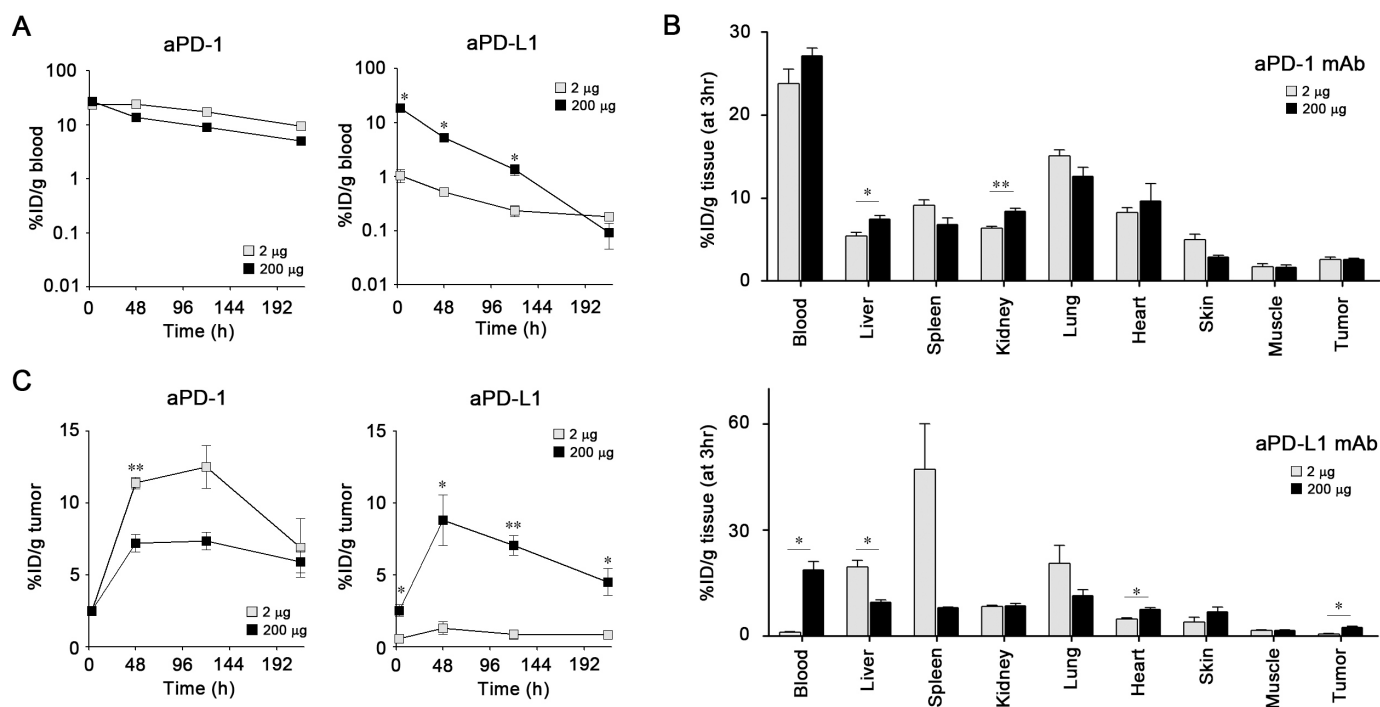 A
aPD-1
%ID/g blood
100
10
1
0.1
0.01
2 μg
200 μg
0 48 96 144 192
Time (h)
aPD-L1
%ID/g blood
100
10
1
0.1
0.01
2 μg
200 μg
*
*
*
0 48 96 144 192
Time (h)
B
%ID/g tissue (at 3hr)
30
20
10
0
aPD-1 mAb
2 μg
200 μg
*
**
Blood
Liver
Spleen
Kidney
Lung
Heart
Skin
Muscle
Tumor
C
aPD-1
%ID/g tumor
15
10
5
0
**
2 μg
200 μg
0 48 96 144 192
Time (h)
aPD-L1
%ID/g tumor
15
10
5
0
2 μg
200 μg
*
*
**
*
0 48 96 144 192
Time (h)
%ID/g tissue (at 3hr)
60
30
0
aPD-L1 mAb
2 μg
200 μg
*
*
*
*
Blood
Liver
Spleen
Kidney
Lung
Heart
Skin
Muscle
Tumor